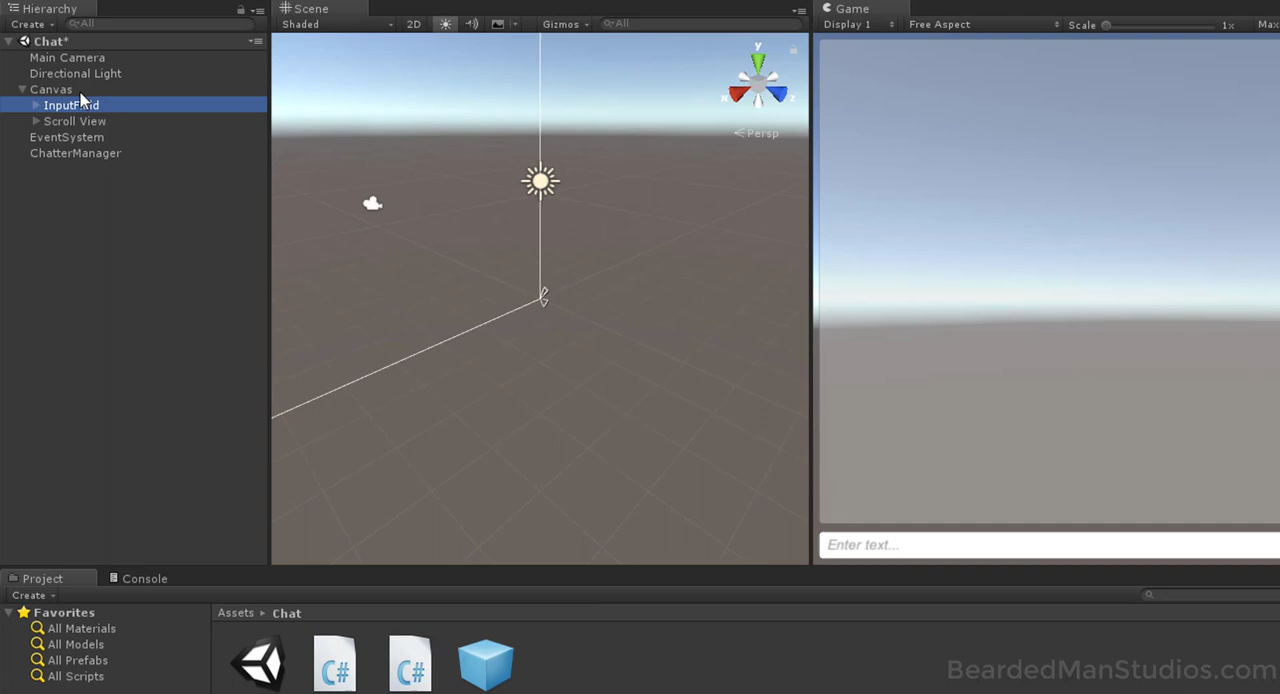 Hierarchy
Create
All
Chat*
Main Camera
Directional Light
Canvas
Scroll View
EventSystem
ChatterManager
Scene
Shaded
2D
Gizmos
All
y
z
Persp
Game
Display 1
Free Aspect
Scale
1x
Max
Enter text...
Project
Console
Create
Favorites
All Materials
All Models
All Prefabs
All Scripts
Assets
Chat
C#
C#
BeardedManStudios.com